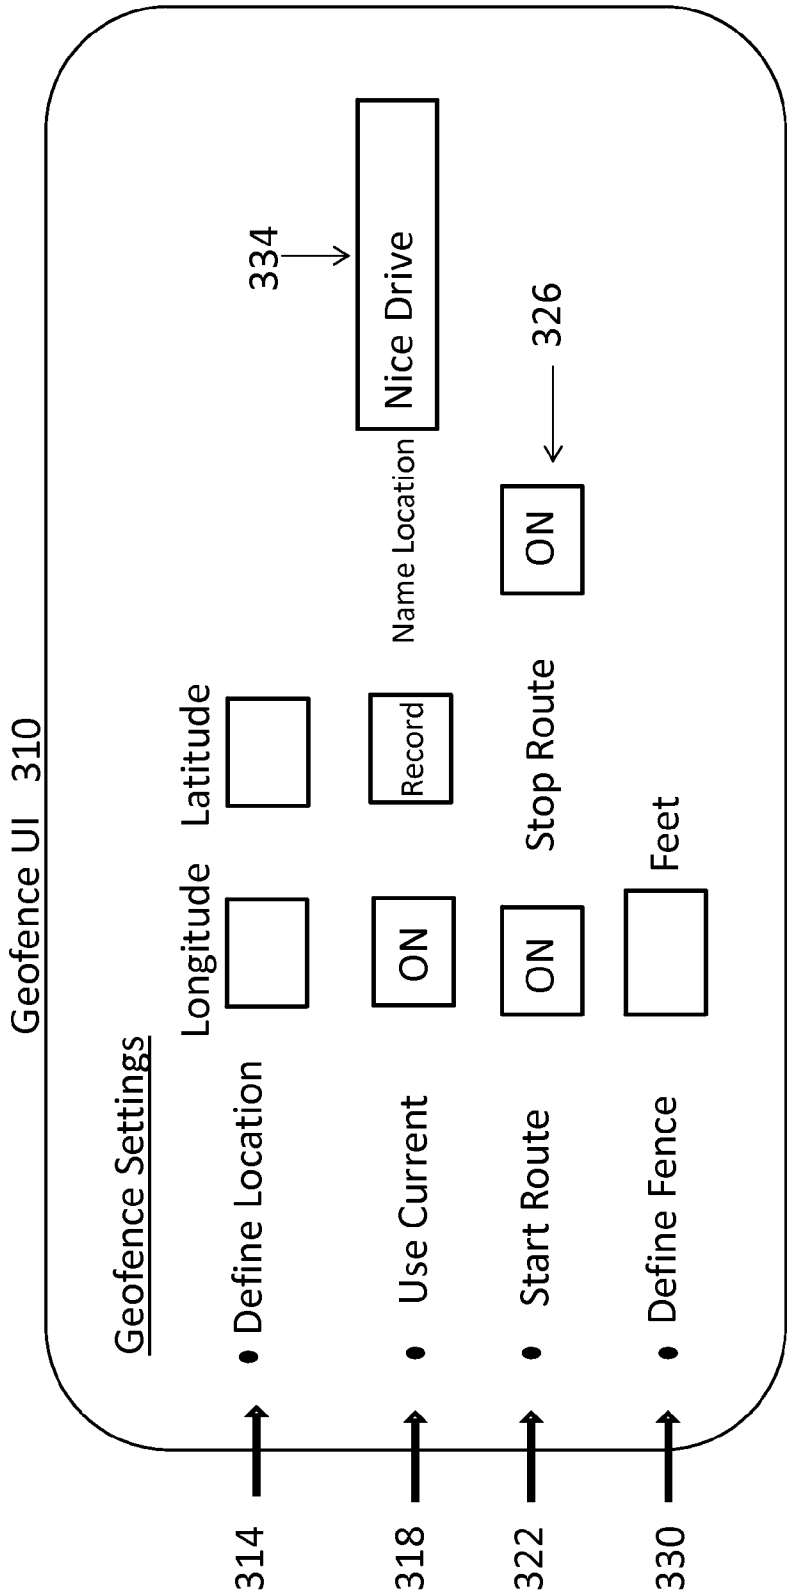 Geofence UI 310
Geofence Settings
Longitude Latitude
314 • Define Location
334
318 • Use Current ON Record Name Location Nice Drive
322 • Start Route ON Stop Route ON 326
330 • Define Fence Feet